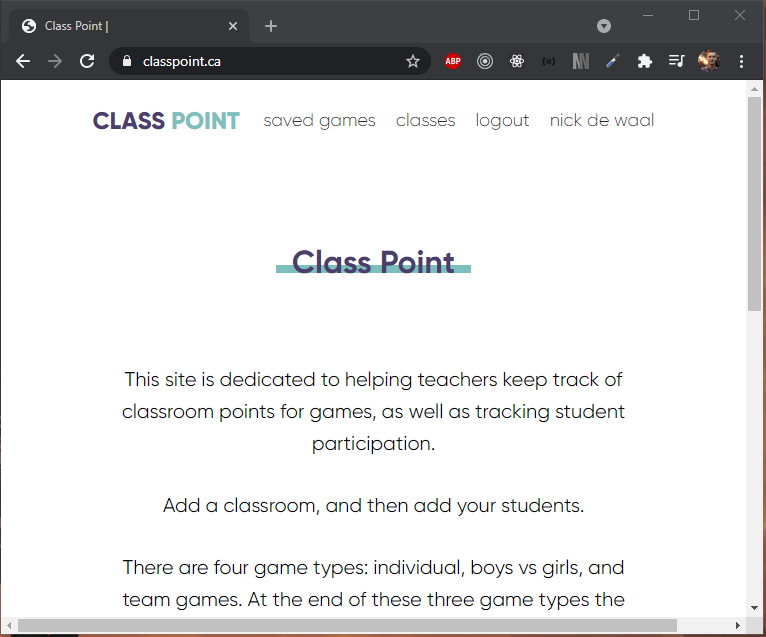 Class Point |
classpoint.ca
ABP
CLASS POINT saved games classes logout nick de waal
Class Point
This site is dedicated to helping teachers keep track of
classroom points for games, as well as tracking student
participation.
Add a classroom, and then add your students.
There are four game types: individual, boys vs girls, and
team games. At the end of these three game types the